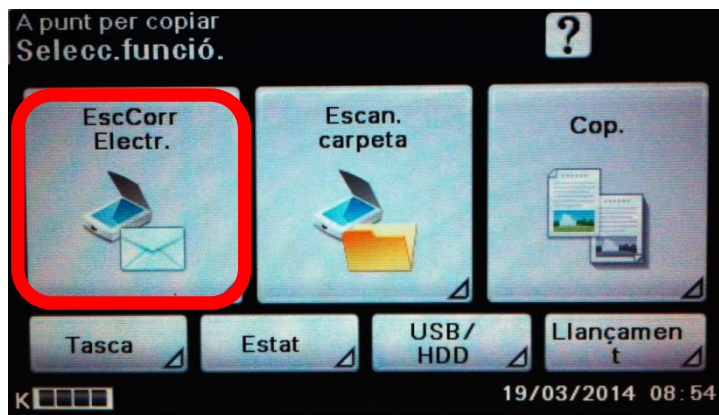 A punt per copiar
Selecc.funció.
?
EscCorr
Electr.
Escan.
carpeta
Cop.
Tasca
Estat
USB/
HDD
Llançamen
t
K
19/03/2014 08:54